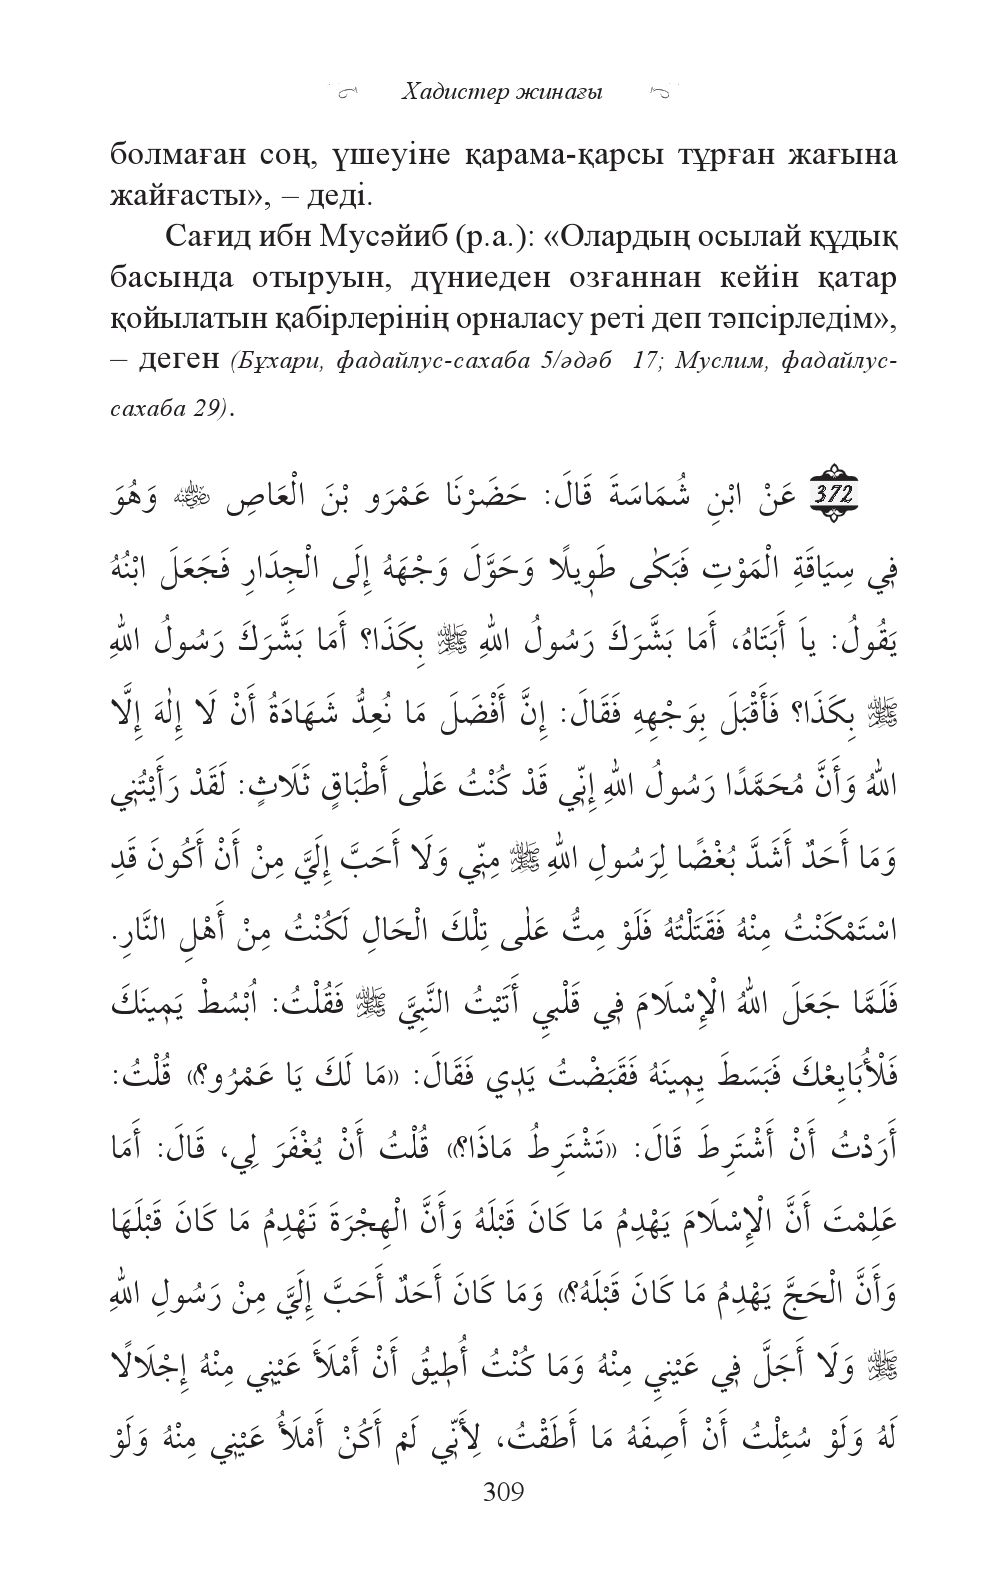 Хадистер жинағы
болмаған соң, үшеуіне қарама-қарсы тұрған жағына
жайғасты», – деді.
Сағид ибн Мусәйиб (р.а.): «Олардың осылай құдық
басында отыруын, дүниеден озғаннан кейін қатар
қойылатын қабірлерінің орналасу реті деп тәпсірледім»,
– деген (Бұхари, фадайлус-сахаба 5/әдәб 17; Муслим, фадайлус-
сахаба 29).
372 عَنْ ابْنِ شُمَاسَةَ قَالَ: حَضَرْنَا عَمْرَو بْنَ الْعَاصِ رضي الله عنه وَهُوَ
فِي سِيَاقَةِ الْمَوْتِ فَبَكٰى طَوِيلًا وَحَوَّلَ وَجْهَهُ إِلَى الْجِدَارِ فَجَعَلَ ابْنُهُ
يَقُولُ: ياَ أَبَتَاهُ، أَمَا بَشَّرَكَ رَسُولُ اللهِ ﷺ بِكَذَا؟ أَمَا بَشَّرَكَ رَسُولُ اللهِ
ﷺ بِكَذَا؟ فَأَقْبَلَ بِوَجْهِهِ فَقَالَ: إِنَّ أَفْضَلَ مَا نُعِدُّ شَهَادَةُ أَنْ لَا إِلٰهَ إِلَّا
اللهُ وَأَنَّ مُحَمَّدًا رَسُولُ اللهِ إِنّي قَدْ كُنْتُ عَلٰى أَطْبَاقٍ ثَلَاثٍ: لَقَدْ رَأَيْتُنِي
وَمَا أَحَدٌ أَشَدَّ بُغْضًا لِرَسُولِ اللهِ ﷺ مِنّي وَلَا أَحَبَّ إِلَيَّ مِنْ أَنْ أَكُونَ قَدِ
اسْتَمْكَنْتُ مِنْهُ فَقَتَلْتُهُ فَلَوْ مِتُّ عَلٰى تِلْكَ الْحَالِ لَكُنْتُ مِنْ أَهْلِ النَّارِ.
فَلَمَّا جَعَلَ اللهُ الْإِسْلَامَ فِي قَلْبِي أَتَيْتُ النَّبِيَّ ﷺ فَقُلْتُ: اُبْسُطْ يَمِينَكَ
فَلْأُبَايِعْكَ فَبَسَطَ يِمِينَهُ فَقَبَضْتُ يَدِي فَقَالَ: «مَا لَكَ يَا عَمْرُو؟» قُلْتُ:
أَرَدْتُ أَنْ أَشْتَرِطَ قَالَ: «تَشْتَرِطُ مَاذَا؟» قُلْتُ أَنْ يُغْفَرَ لِي، قَالَ: أَمَا
عَلِمْتَ أَنَّ الْإِسْلَامَ يَهْدِمُ مَا كَانَ قَبْلَهُ وَأَنَّ الْهِجْرَةَ تَهْدِمُ مَا كَانَ قَبْلَهَا
وَأَنَّ الْحَجَّ يَهْدِمُ مَا كَانَ قَبْلَهُ؟» وَمَا كَانَ أَحَدٌ أَحَبَّ إِلَيَّ مِنْ رَسُولِ اللهِ
ﷺ وَلَا أَجَلَّ فِي عَيْنِي مِنْهُ وَمَا كُنْتُ أُطِيقُ أَنْ أَمْلَأَ عَيْنِي مِنْهُ إِجْلَالًا
لَهُ وَلَوْ سُئِلْتُ أَنْ أَصِفَهُ مَا أَطَقْتُ، لِأَنّي لَمْ أَكُنْ أَمْلَأُ عَيْنِي مِنْهُ وَلَوْ
309